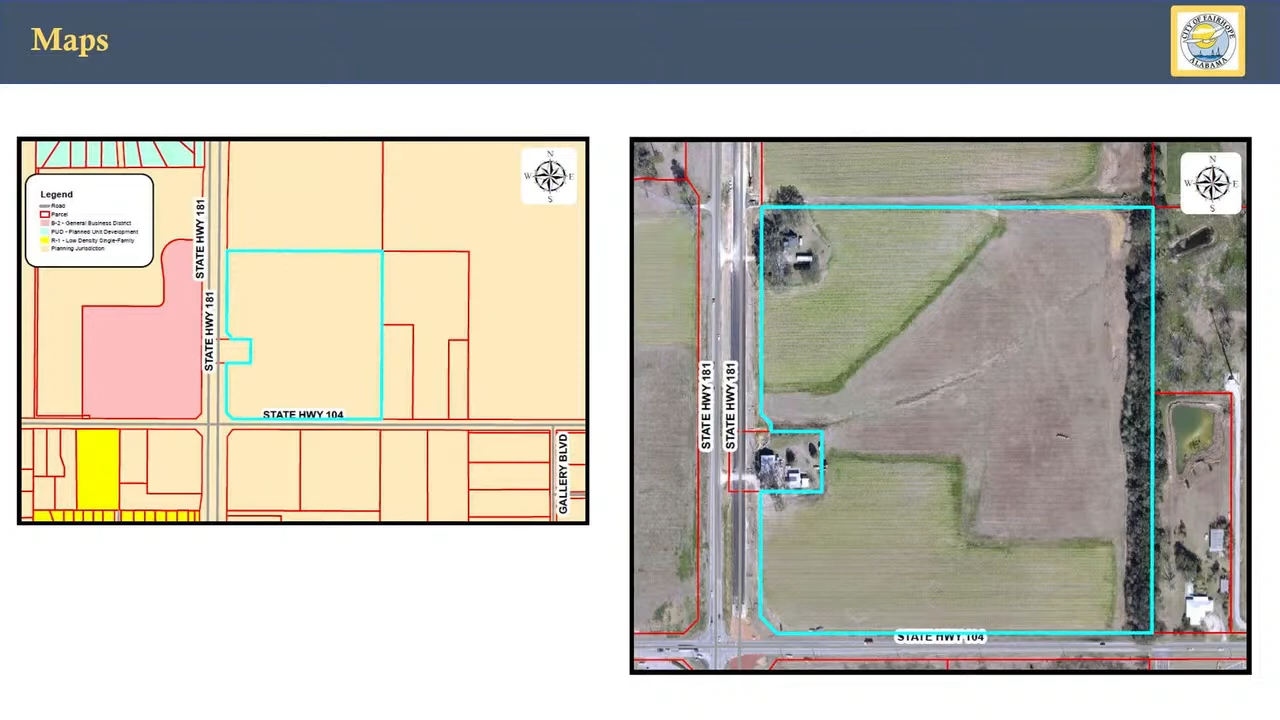 Maps
CITY OF FAIRHOPE
ALABAMA
N
W
E
S
Legend
Road
Parcel
B-2 - General Business District
PUD - Planned Unit Development
R-1 - Low Density Single-Family
Planning Jurisdiction
STATE HWY 181
STATE HWY 181
STATE HWY 104
GALLERY BLVD
N
W
E
S
STATE HWY 181
STATE HWY 181
STATE HWY 104